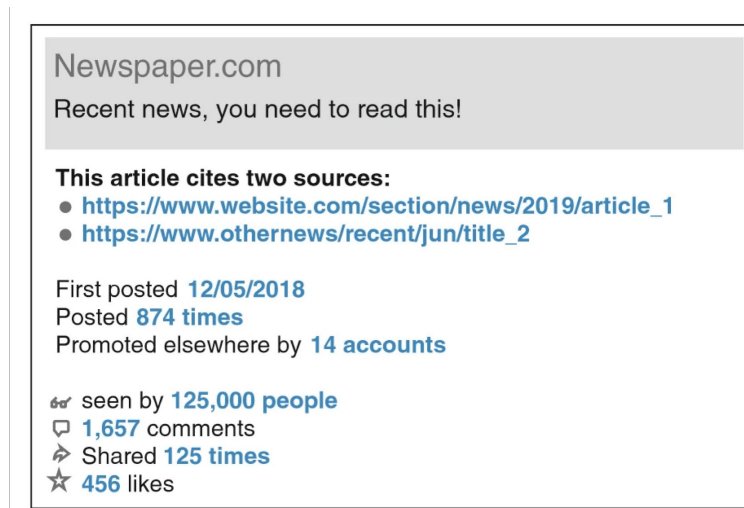 Newspaper.com
Recent news, you need to read this!
This article cites two sources:
https://www.website.com/section/news/2019/article_1
https://www.othernews/recent/jun/title_2
First posted 12/05/2018
Posted 874 times
Promoted elsewhere by 14 accounts
seen by 125,000 people
1,657 comments
Shared 125 times
456 likes